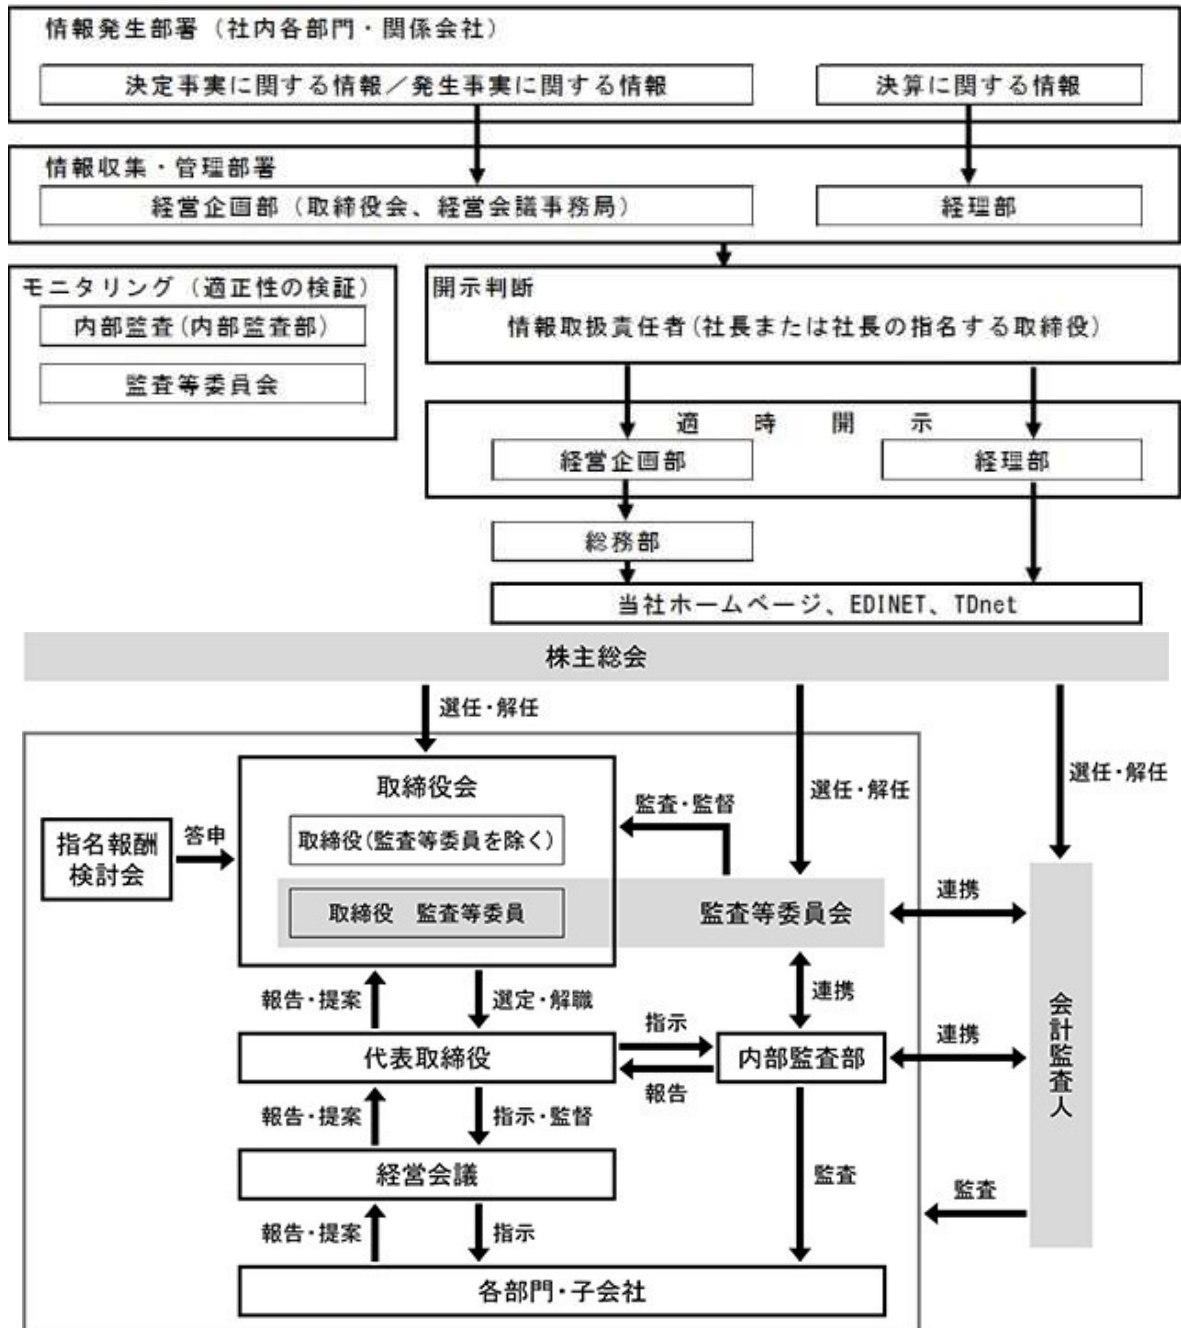 情報発生部署（社内各部門・関係会社）
決定事実に関する情報／発生事実に関する情報
決算に関する情報
情報収集・管理部署
経営企画部（取締役会、経営会議事務局）
経理部
モニタリング（適正性の検証）
内部監査(内部監査部)
監査等委員会
開示判断
情報取扱責任者(社長または社長の指名する取締役)
適時開示
経営企画部
経理部
総務部
当社ホームページ、EDINET、TDnet
株主総会
選任・解任
選任・解任
選任・解任
取締役会
取締役(監査等委員を除く)
取締役　監査等委員
監査・監督
指名報酬
検討会
答申
監査等委員会
連携
報告・提案
選定・解職
連携
代表取締役
指示
報告
内部監査部
連携
会計監査人
報告・提案
指示・監督
経営会議
監査
監査
報告・提案
指示
各部門・子会社